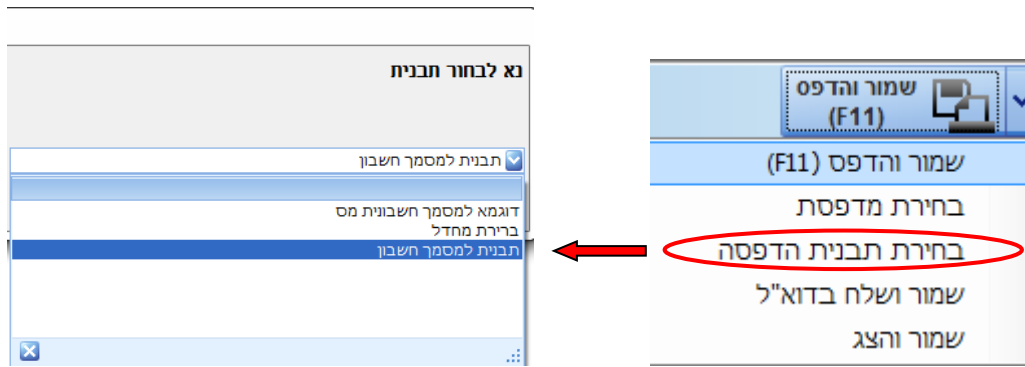 שמור והדפס
(F11)
שמור והדפס (F11)
בחירת מדפסת
בחירת תבנית הדפסה
שמור ושלח בדוא"ל
שמור והצג
נא לבחור תבנית
תבנית למסמך חשבון
דוגמא למסמך חשבונית מס
ברירת מחדל
תבנית למסמך חשבון